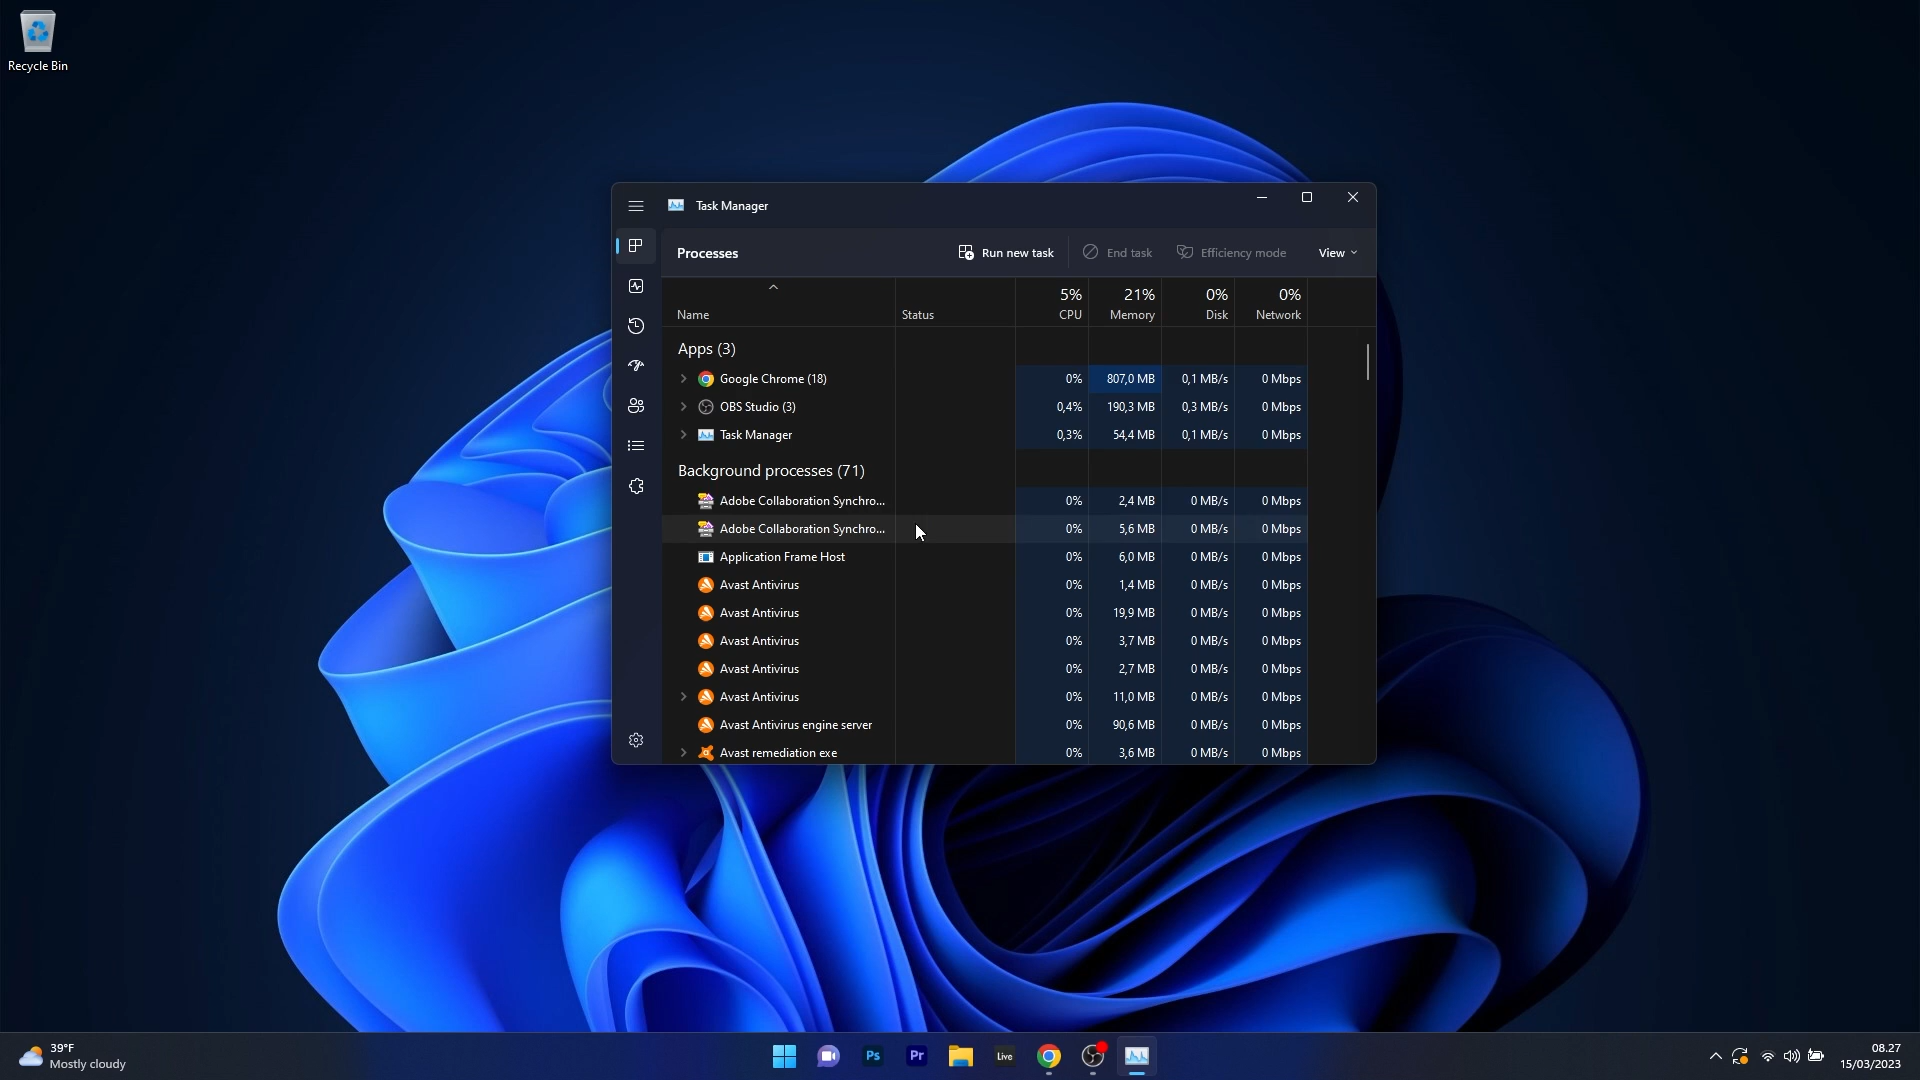 Recycle Bin
Task Manager
Processes
Run new task
End task
Efficiency mode
View
5%
21%
0%
0%
Name
Status
CPU
Memory
Disk
Network
Apps (3)
Google Chrome (18)
0%
807,0 MB
0,1 MB/s
0 Mbps
OBS Studio (3)
0,4%
190,3 MB
0,3 MB/s
0 Mbps
Task Manager
0,3%
54,4 MB
0,1 MB/s
0 Mbps
Background processes (71)
Adobe Collaboration Synchro...
0%
2,4 MB
0 MB/s
0 Mbps
Adobe Collaboration Synchro...
0%
5,6 MB
0 MB/s
0 Mbps
Application Frame Host
0%
6,0 MB
0 MB/s
0 Mbps
Avast Antivirus
0%
1,4 MB
0 MB/s
0 Mbps
Avast Antivirus
0%
19,9 MB
0 MB/s
0 Mbps
Avast Antivirus
0%
3,7 MB
0 MB/s
0 Mbps
Avast Antivirus
0%
2,7 MB
0 MB/s
0 Mbps
Avast Antivirus
0%
11,0 MB
0 MB/s
0 Mbps
Avast Antivirus engine server
0%
90,6 MB
0 MB/s
0 Mbps
Avast remediation exe
0%
3,6 MB
0 MB/s
0 Mbps
39°F
Mostly cloudy
Ps
Pr
Live
08.27
15/03/2023